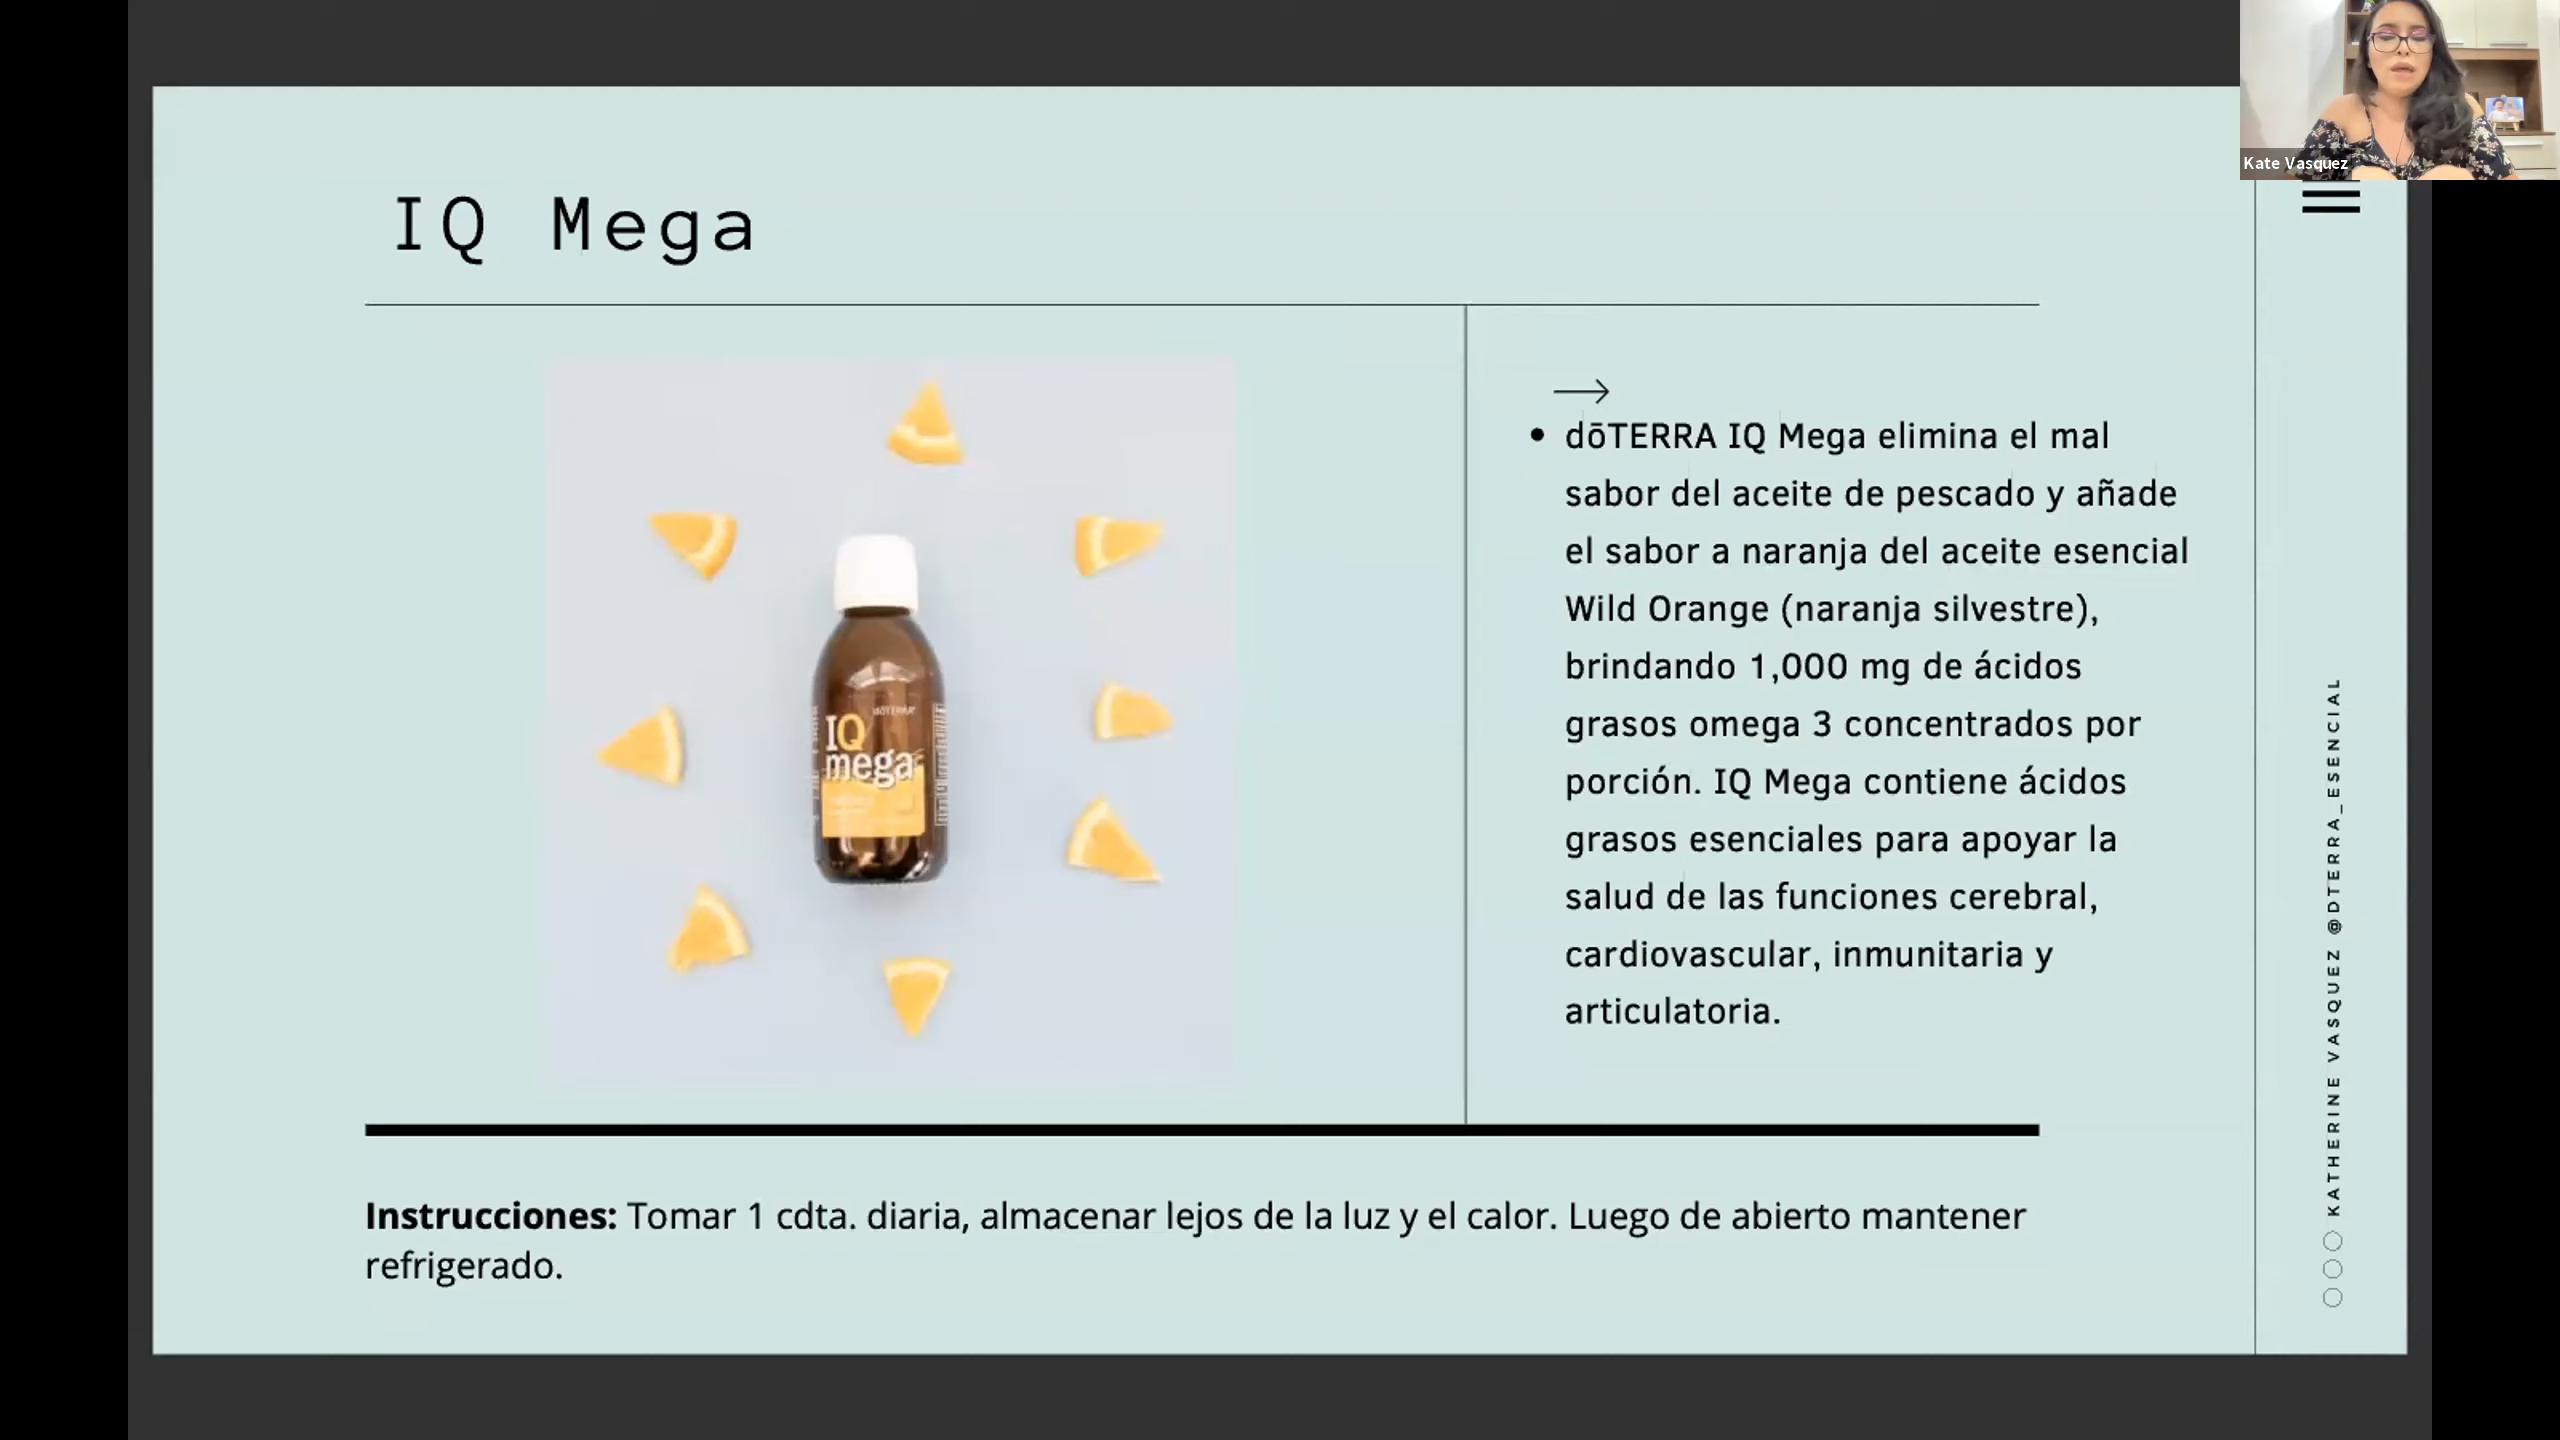 Kate Vasquez
IQ Mega
dōTERRA IQ Mega elimina el mal
sabor del aceite de pescado y añade
el sabor a naranja del aceite esencial
Wild Orange (naranja silvestre),
brindando 1,000 mg de ácidos
grasos omega 3 concentrados por
porción. IQ Mega contiene ácidos
grasos esenciales para apoyar la
salud de las funciones cerebral,
cardiovascular, inmunitaria y
articulatoria.
dōTERRA
IQ
mega
Instrucciones: Tomar 1 cdta. diaria, almacenar lejos de la luz y el calor. Luego de abierto mantener
refrigerado.
KATHERINE VASQUEZ @DTERRA_ESENCIAL